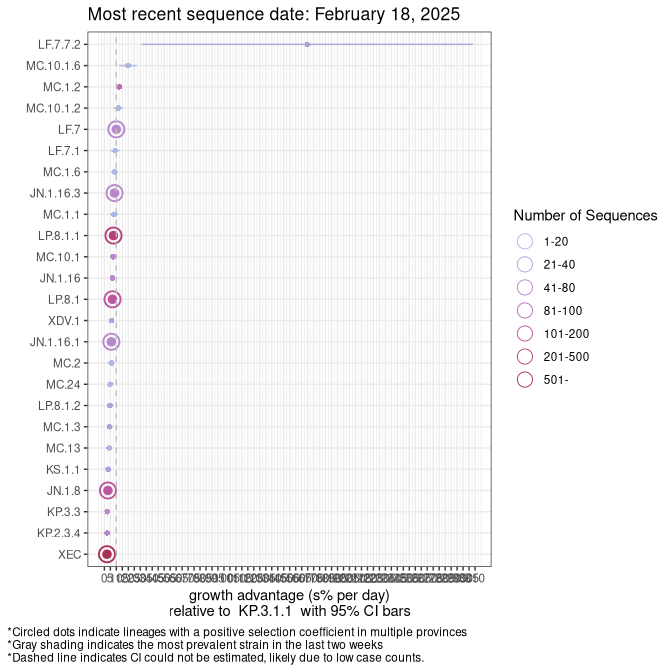 Most recent sequence date: February 18, 2025
LF.7.7.2
MC.10.1.6
MC.1.2
MC.10.1.2
LF.7
LF.7.1
MC.1.6
JN.1.16.3
MC.1.1
LP.8.1.1
MC.10.1
JN.1.16
LP.8.1
XDV.1
JN.1.16.1
MC.2
MC.24
LP.8.1.2
MC.1.3
MC.13
KS.1.1
JN.1.8
KP.3.3
KP.2.3.4
XEC
growth advantage (s% per day)
relative to KP.3.1.1 with 95% CI bars
Number of Sequences
1-20
21-40
41-80
81-100
101-200
201-500
501-
*Circled dots indicate lineages with a positive selection coefficient in multiple provinces
*Gray shading indicates the most prevalent strain in the last two weeks
*Dashed line indicates CI could not be estimated, likely due to low case counts.